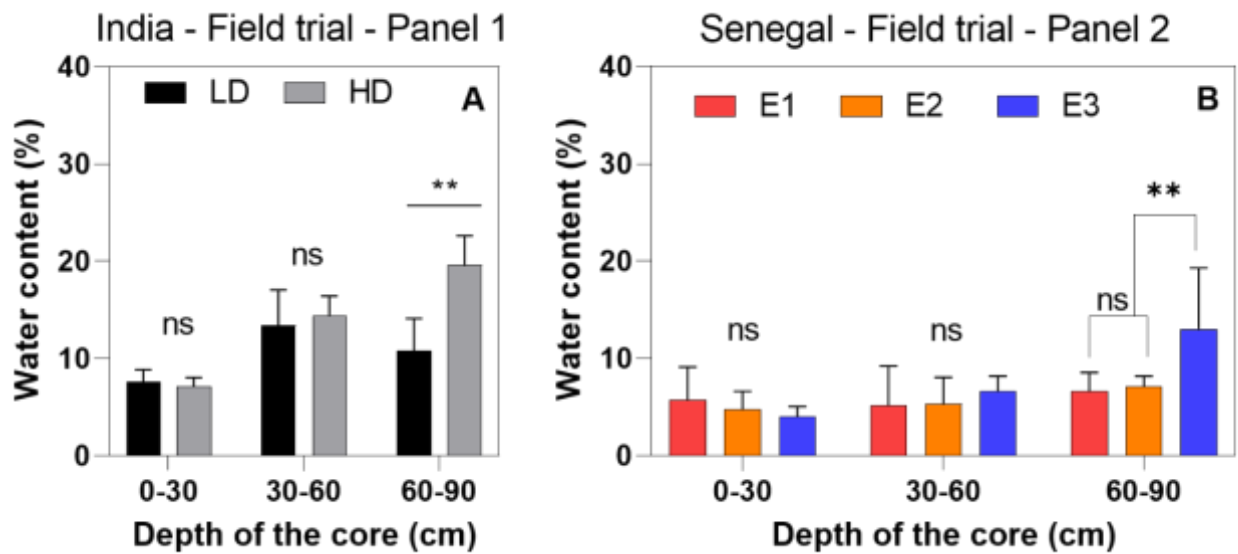 India - Field trial - Panel 1
LD HD A
Water content (%)
40
30
20
10
0
ns
ns
**
0-30 30-60 60-90
Depth of the core (cm)
Senegal - Field trial - Panel 2
E1 E2 E3 B
Water content (%)
40
30
20
10
0
ns
ns
ns
**
0-30 30-60 60-90
Depth of the core (cm)